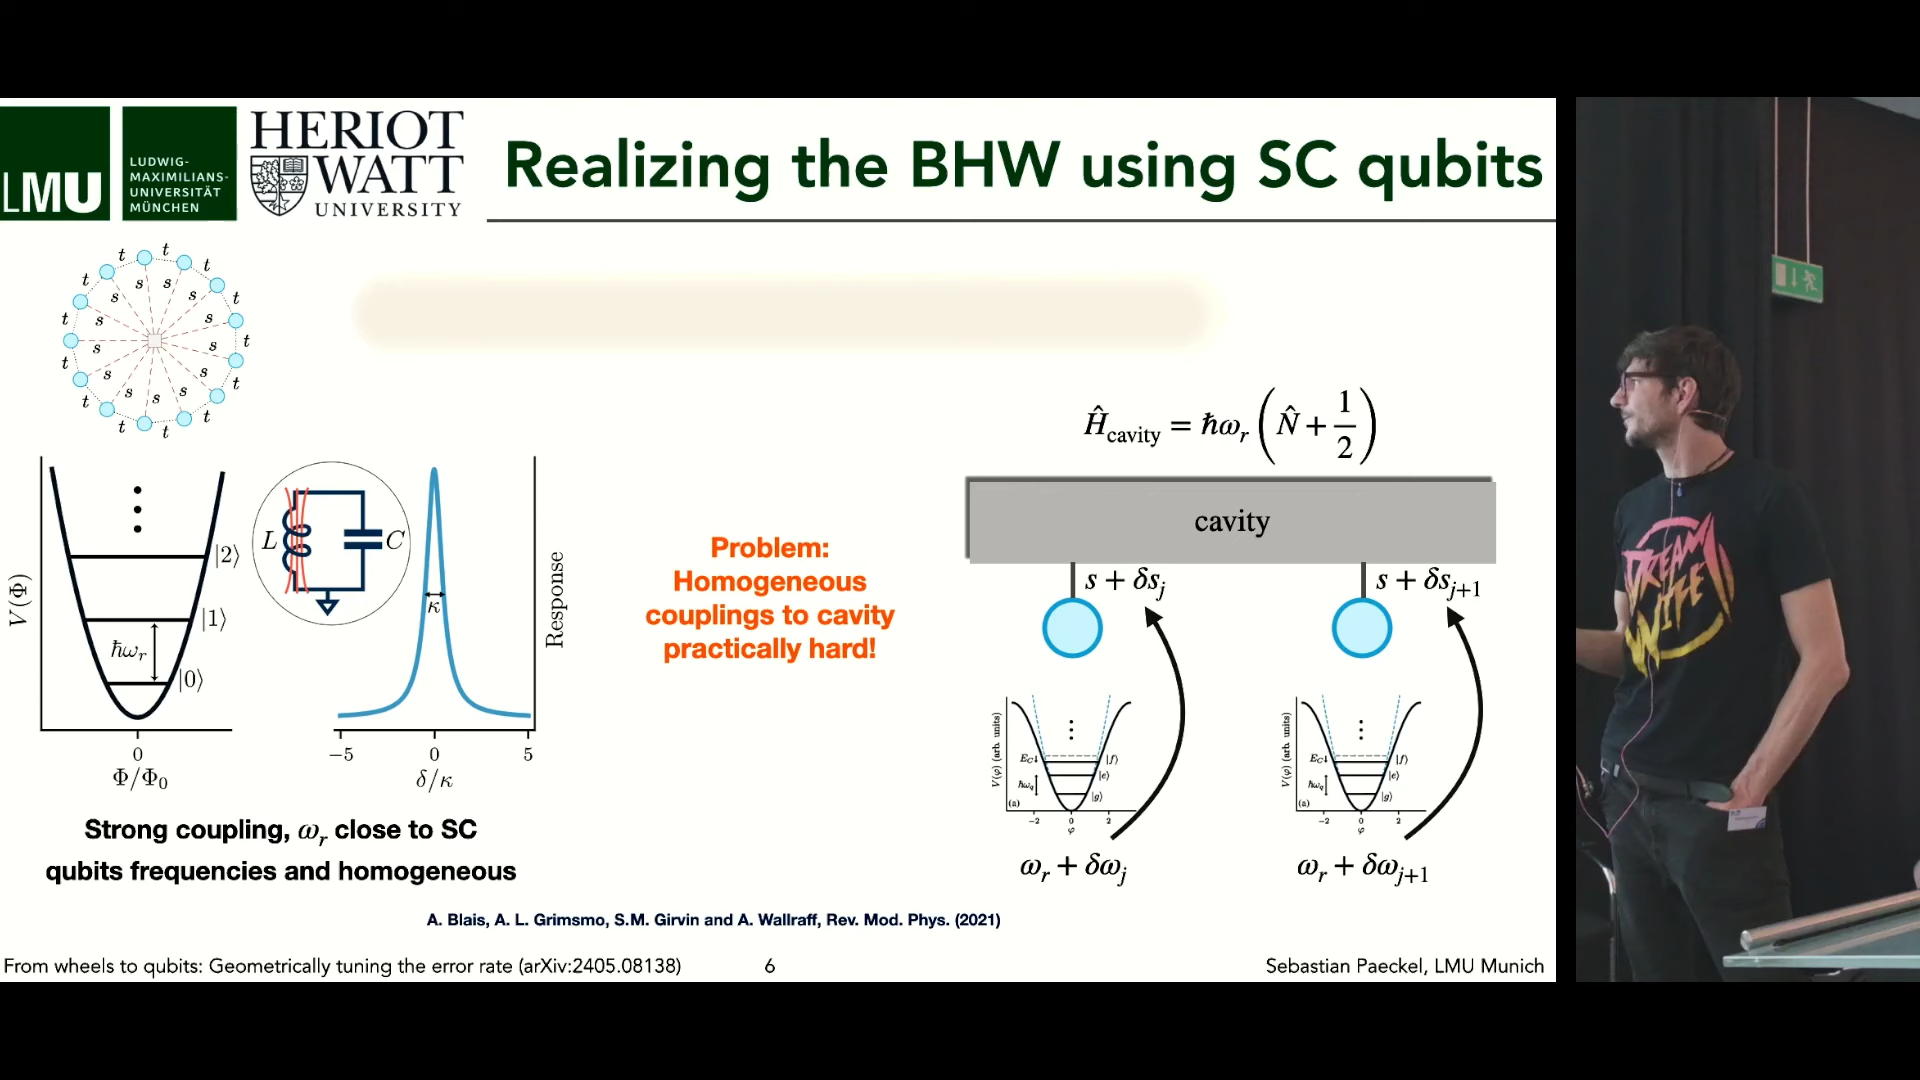 LMU
LUDWIG-
MAXIMILIANS-
UNIVERSITÄT
MÜNCHEN
HERIOT
WATT
UNIVERSITY
Realizing the BHW using SC qubits
t t t t t t t t t t t t t
s s s s s s s s s s s s s
V(Φ)
|2⟩
|1⟩
ħω_r
|0⟩
0
Φ/Φ₀
L C
κ
Response
−5 0 5
δ/κ
Strong coupling, ω_r close to SC
qubits frequencies and homogeneous
Problem:
Homogeneous
couplings to cavity
practically hard!
Ĥ_cavity = ħω_r (N̂ + 1/2)
cavity
s + δs_j
s + δs_{j+1}
V(φ) (arb. units)
E_C
|f⟩
|e⟩
ħω_q
|g⟩
(a)
−2 0 2
φ
V(φ) (arb. units)
E_C
|f⟩
|e⟩
ħω_q
|g⟩
(a)
−2 0 2
φ
ω_r + δω_j
ω_r + δω_{j+1}
A. Blais, A. L. Grimsmo, S.M. Girvin and A. Wallraff, Rev. Mod. Phys. (2021)
From wheels to qubits: Geometrically tuning the error rate (arXiv:2405.08138)
6
Sebastian Paeckel, LMU Munich
DREAM
WIFE